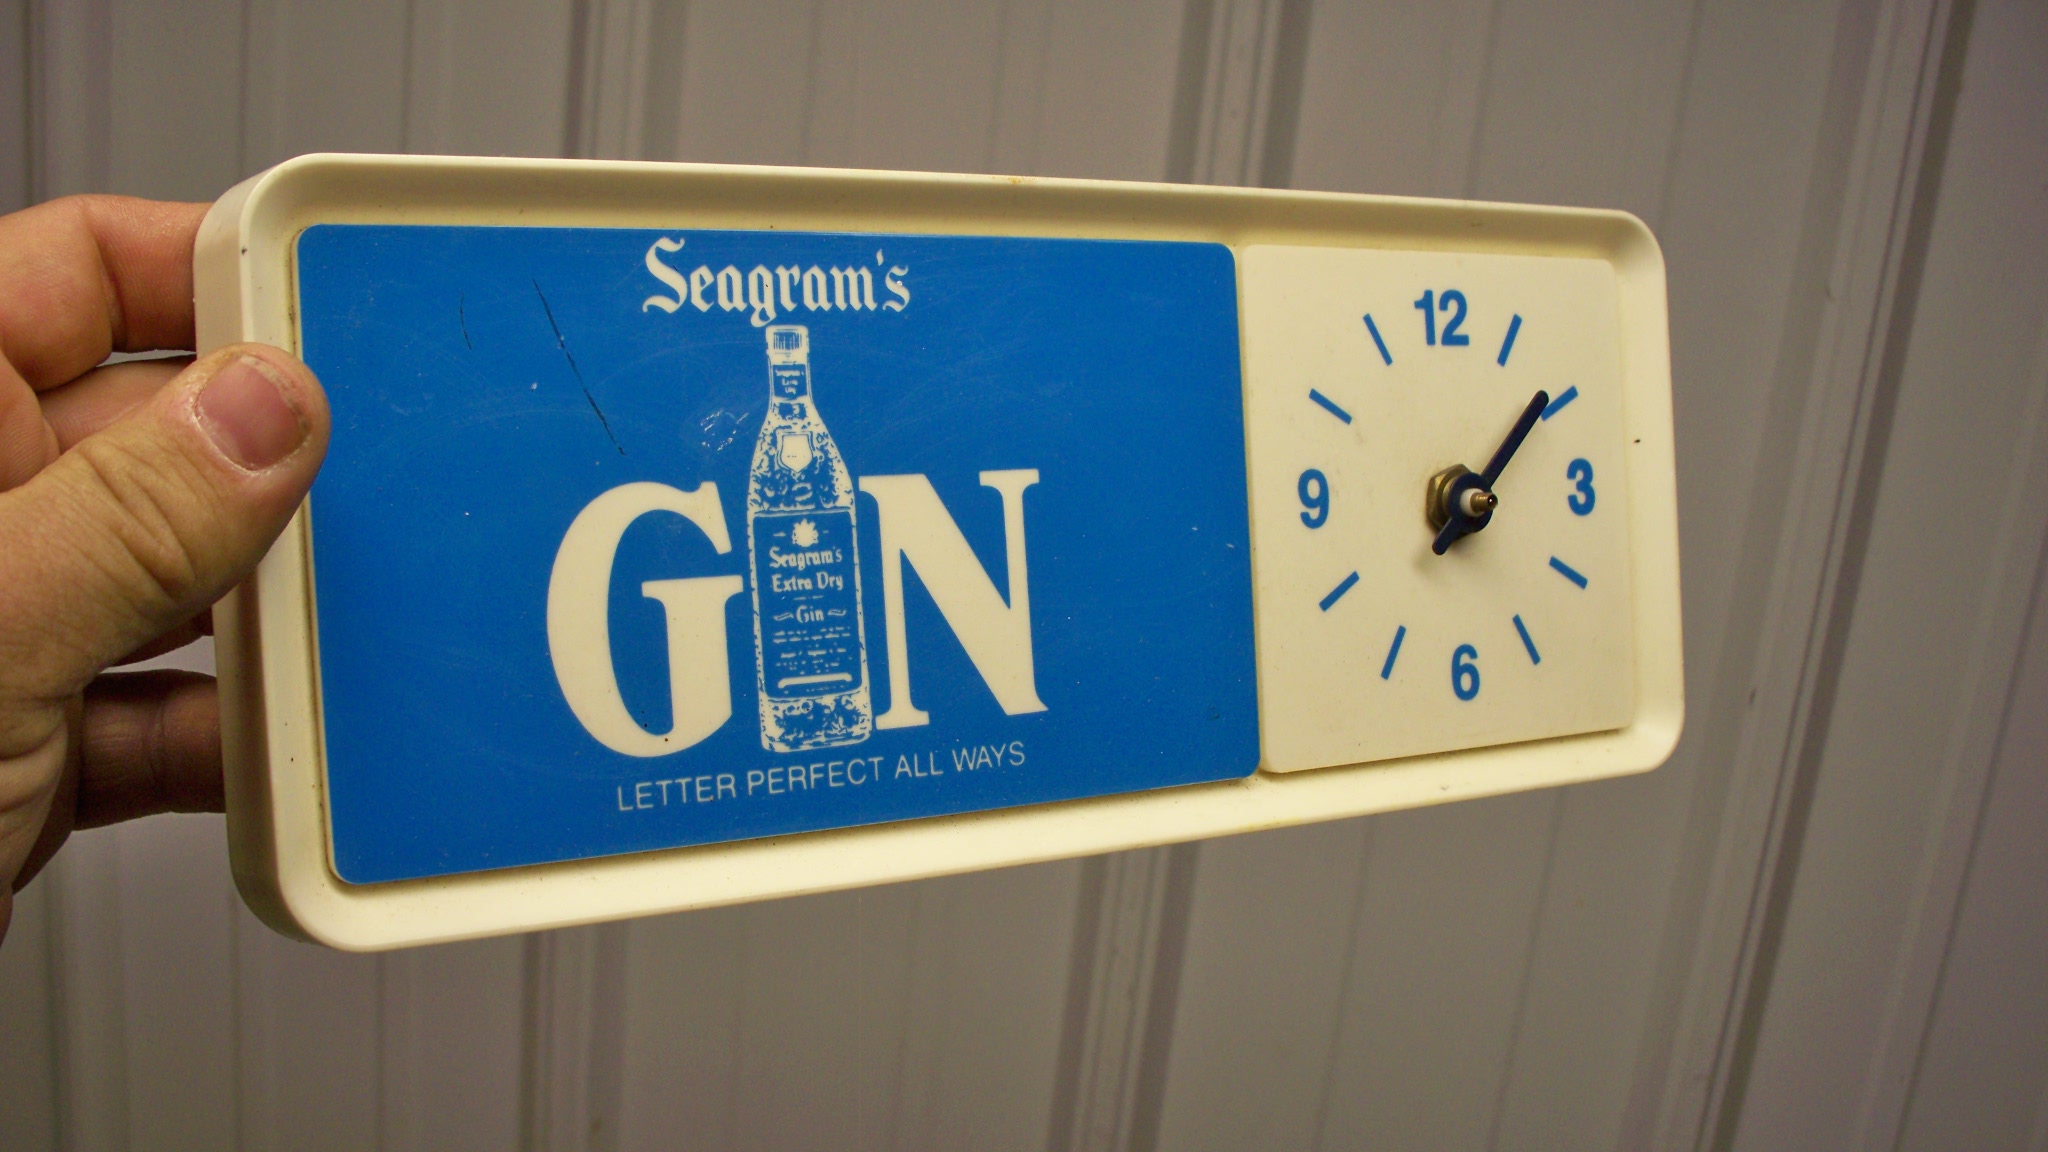 Seagram's
GIN
Seagram's
Extra Dry
Gin
LETTER PERFECT ALL WAYS
12
3
6
9